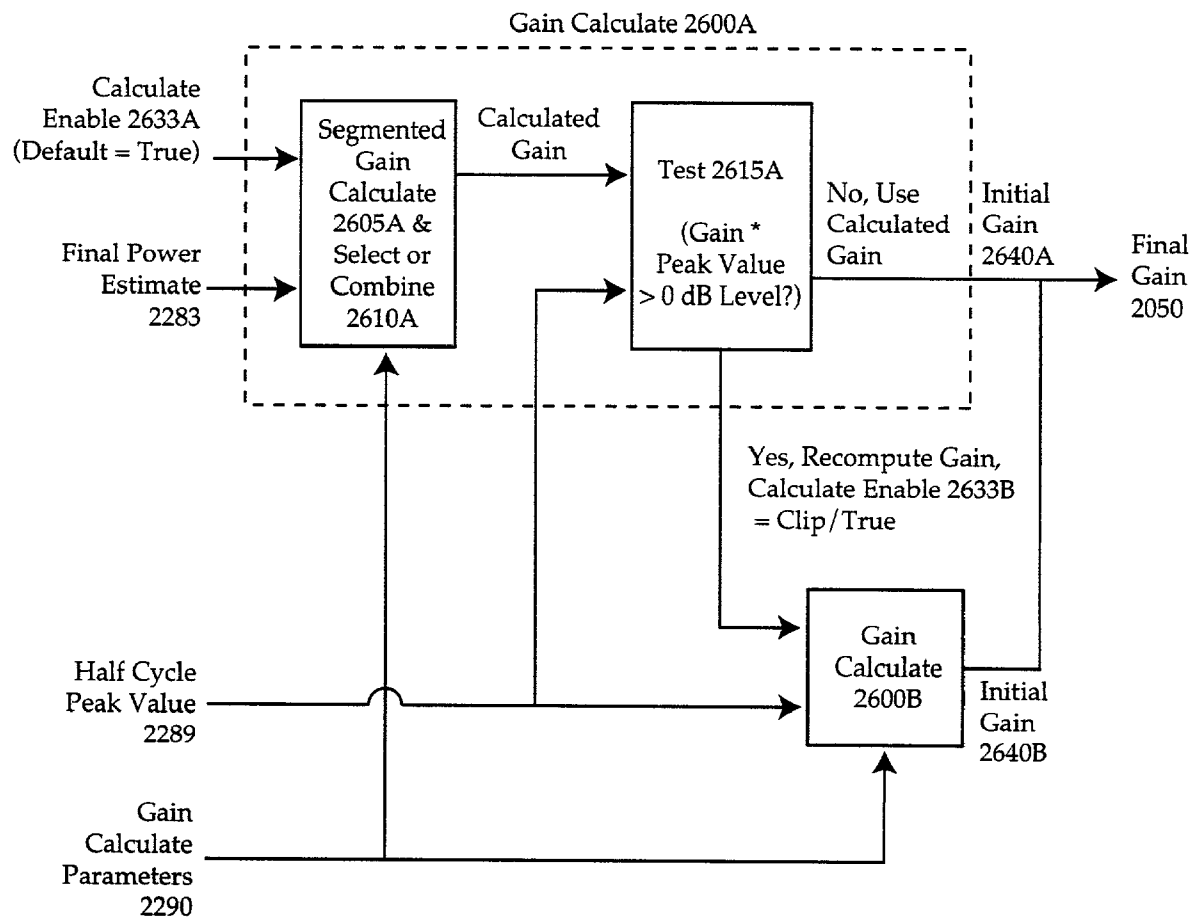 Gain Calculate 2600A
Calculate
Enable 2633A
(Default = True)
Segmented
Gain
Calculate
2605A &
Select or
Combine
2610A
Calculated
Gain
Test 2615A
(Gain *
Peak Value
> 0 dB Level?)
No, Use
Calculated
Gain
Initial
Gain
2640A
Final
Gain
2050
Final Power
Estimate
2283
Yes, Recompute Gain,
Calculate Enable 2633B
= Clip/True
Half Cycle
Peak Value
2289
Gain
Calculate
2600B
Initial
Gain
2640B
Gain
Calculate
Parameters
2290